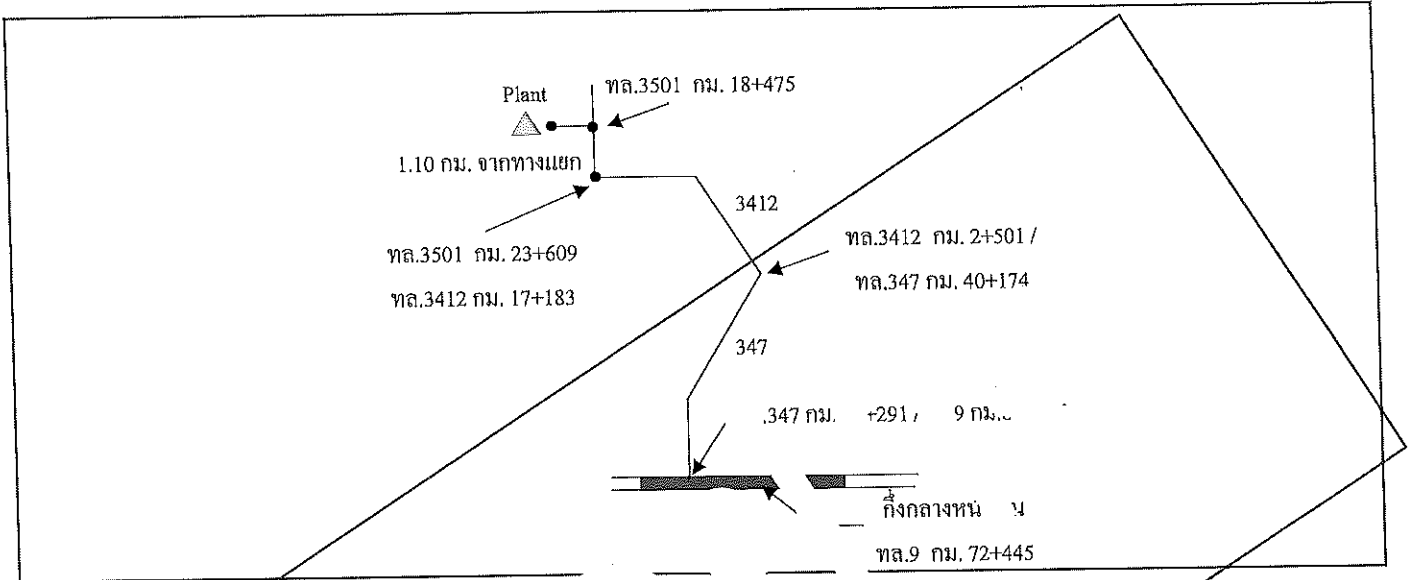 Plant
ทล.3501 กม. 18+475
1.10 กม. จากทางแยก
3412
ทล.3501 กม. 23+609
ทล.3412 กม. 17+183
ทล.3412 กม. 2+501 /
ทล.347 กม. 40+174
347
.347 กม. +291 / 9 กม.
กึ่งกลางหน่
ทล.9 กม. 72+445